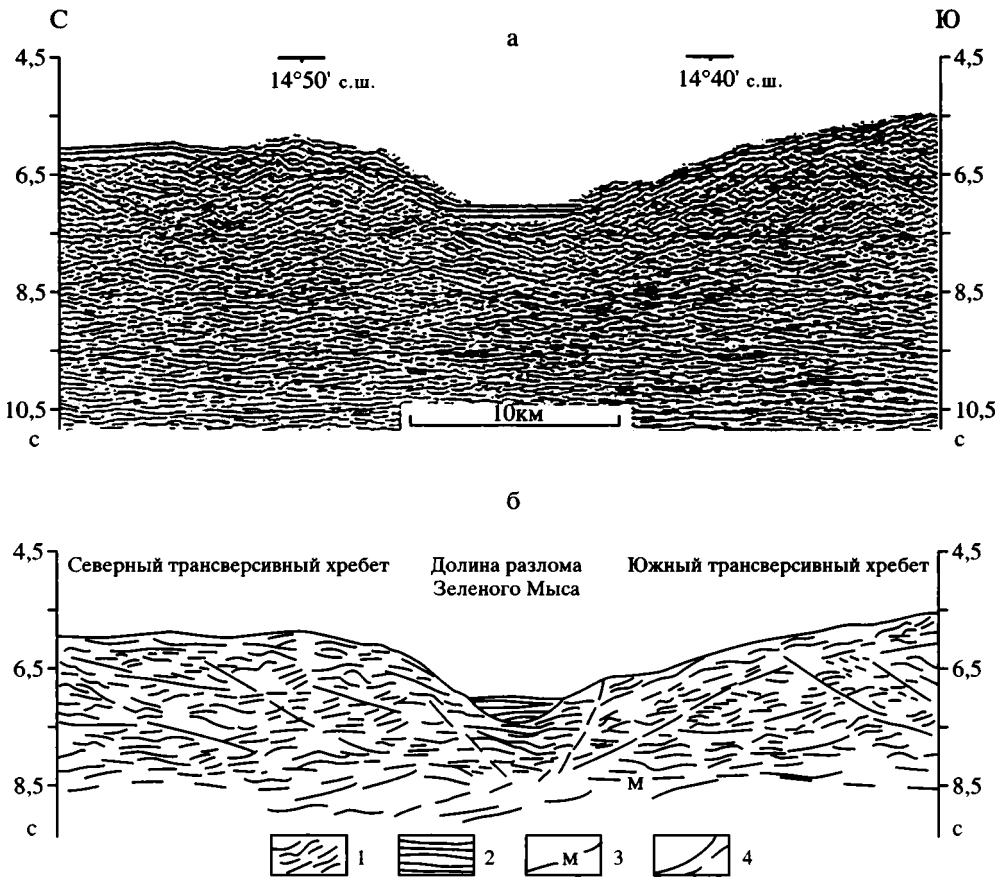 С Ю
а
4,5 4,5
14°50' с.ш. 14°40' с.ш.
6,5 6,5
8,5 8,5
10,5 10км 10,5
с с
б
4,5 4,5
Северный трансверсивный хребет Долина разлома Южный трансверсивный хребет
Зеленого Мыса
6,5 6,5
8,5 М 8,5
с с
1 2 М 3 4